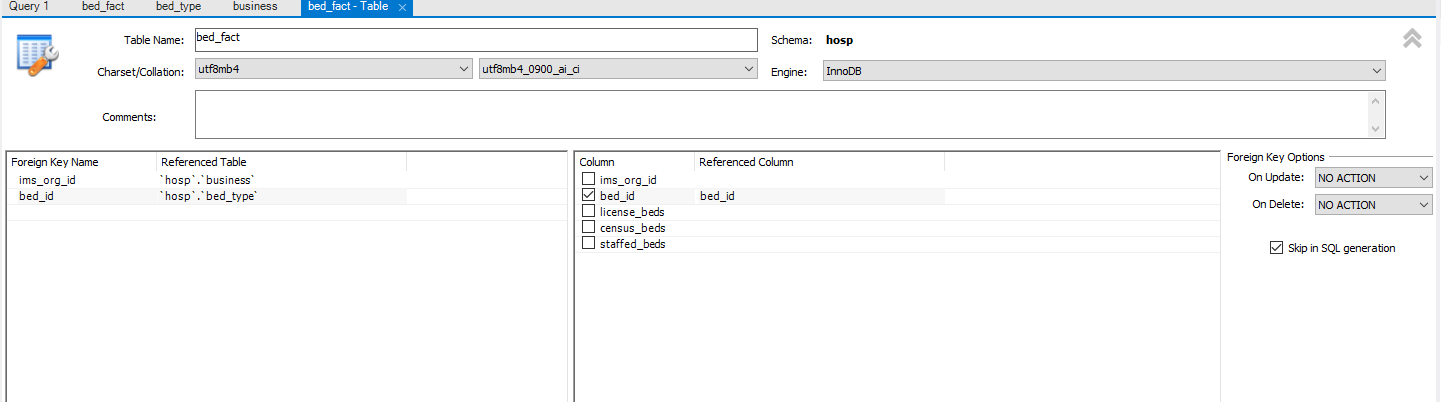 Query 1 bed_fact bed_type business bed_fact - Table
Table Name: bed_fact Schema: hosp
Charset/Collation: utf8mb4 utf8mb4_0900_ai_ci Engine: InnoDB
Comments:
Foreign Key Name Referenced Table
ims_org_id `hosp`.`business`
bed_id `hosp`.`bed_type`
Column Referenced Column
ims_org_id
bed_id bed_id
license_beds
census_beds
staffed_beds
Foreign Key Options
On Update: NO ACTION
On Delete: NO ACTION
Skip in SQL generation